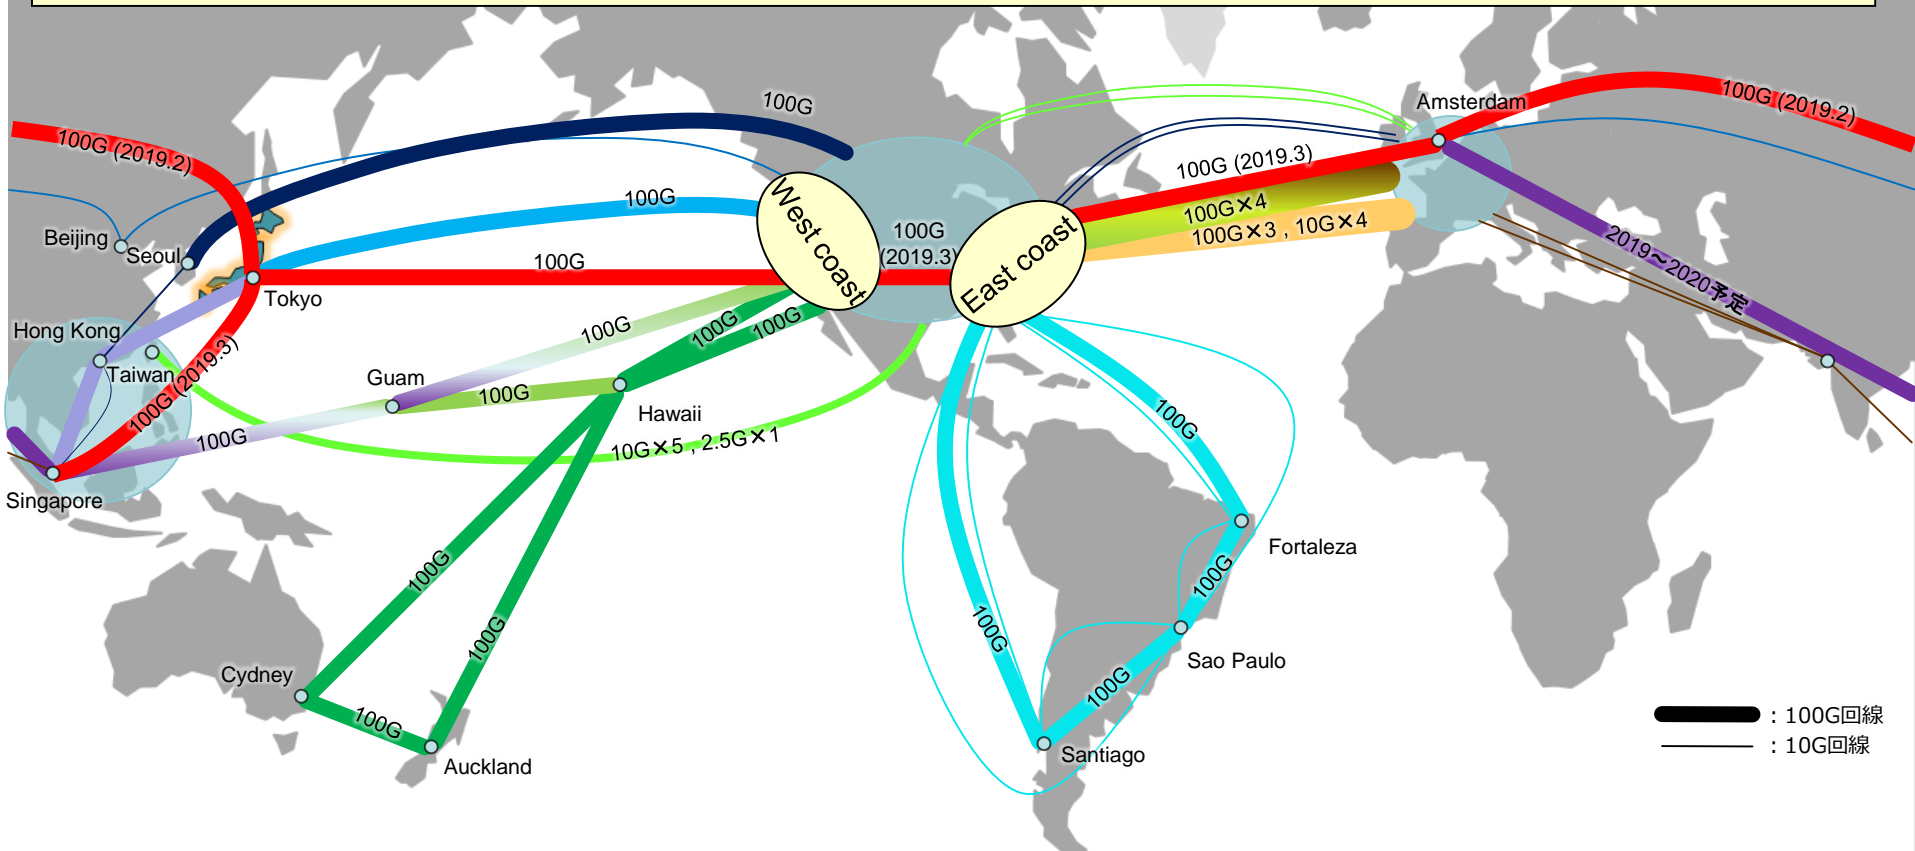 100G
Amsterdam
100G (2019.2)
100G (2019.2)
100G (2019.3)
100G
100G×4
West coast
100G
(2019.3)
East coast
100G×3 , 10G×4
Beijing
Seoul
2019～2020予定
100G
Tokyo
Hong Kong
100G
100G
100G
Taiwan
100G (2019.3)
Guam
100G
Hawaii
100G
100G
10G×5 , 2.5G×1
Singapore
Fortaleza
100G
100G
100G
100G
100G
Sao Paulo
Cydney
100G
100G
Santiago
Auckland
：100G回線
：10G回線